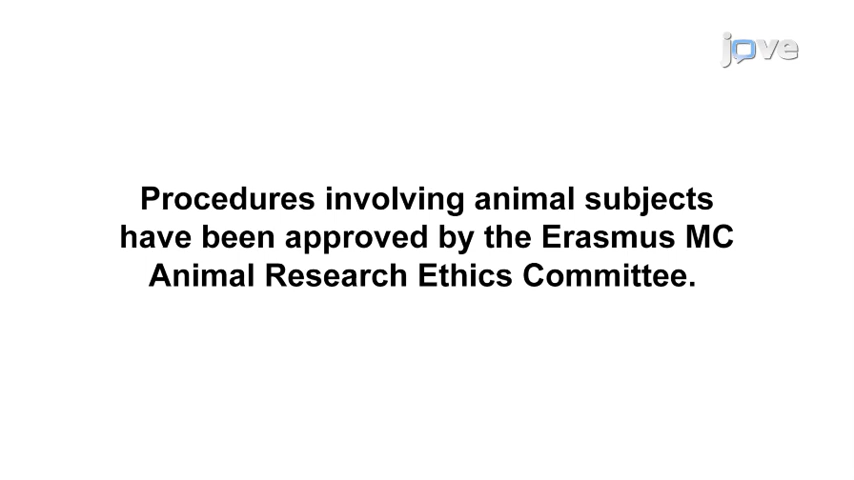 jove
Procedures involving animal subjects
have been approved by the Erasmus MC
Animal Research Ethics Committee.